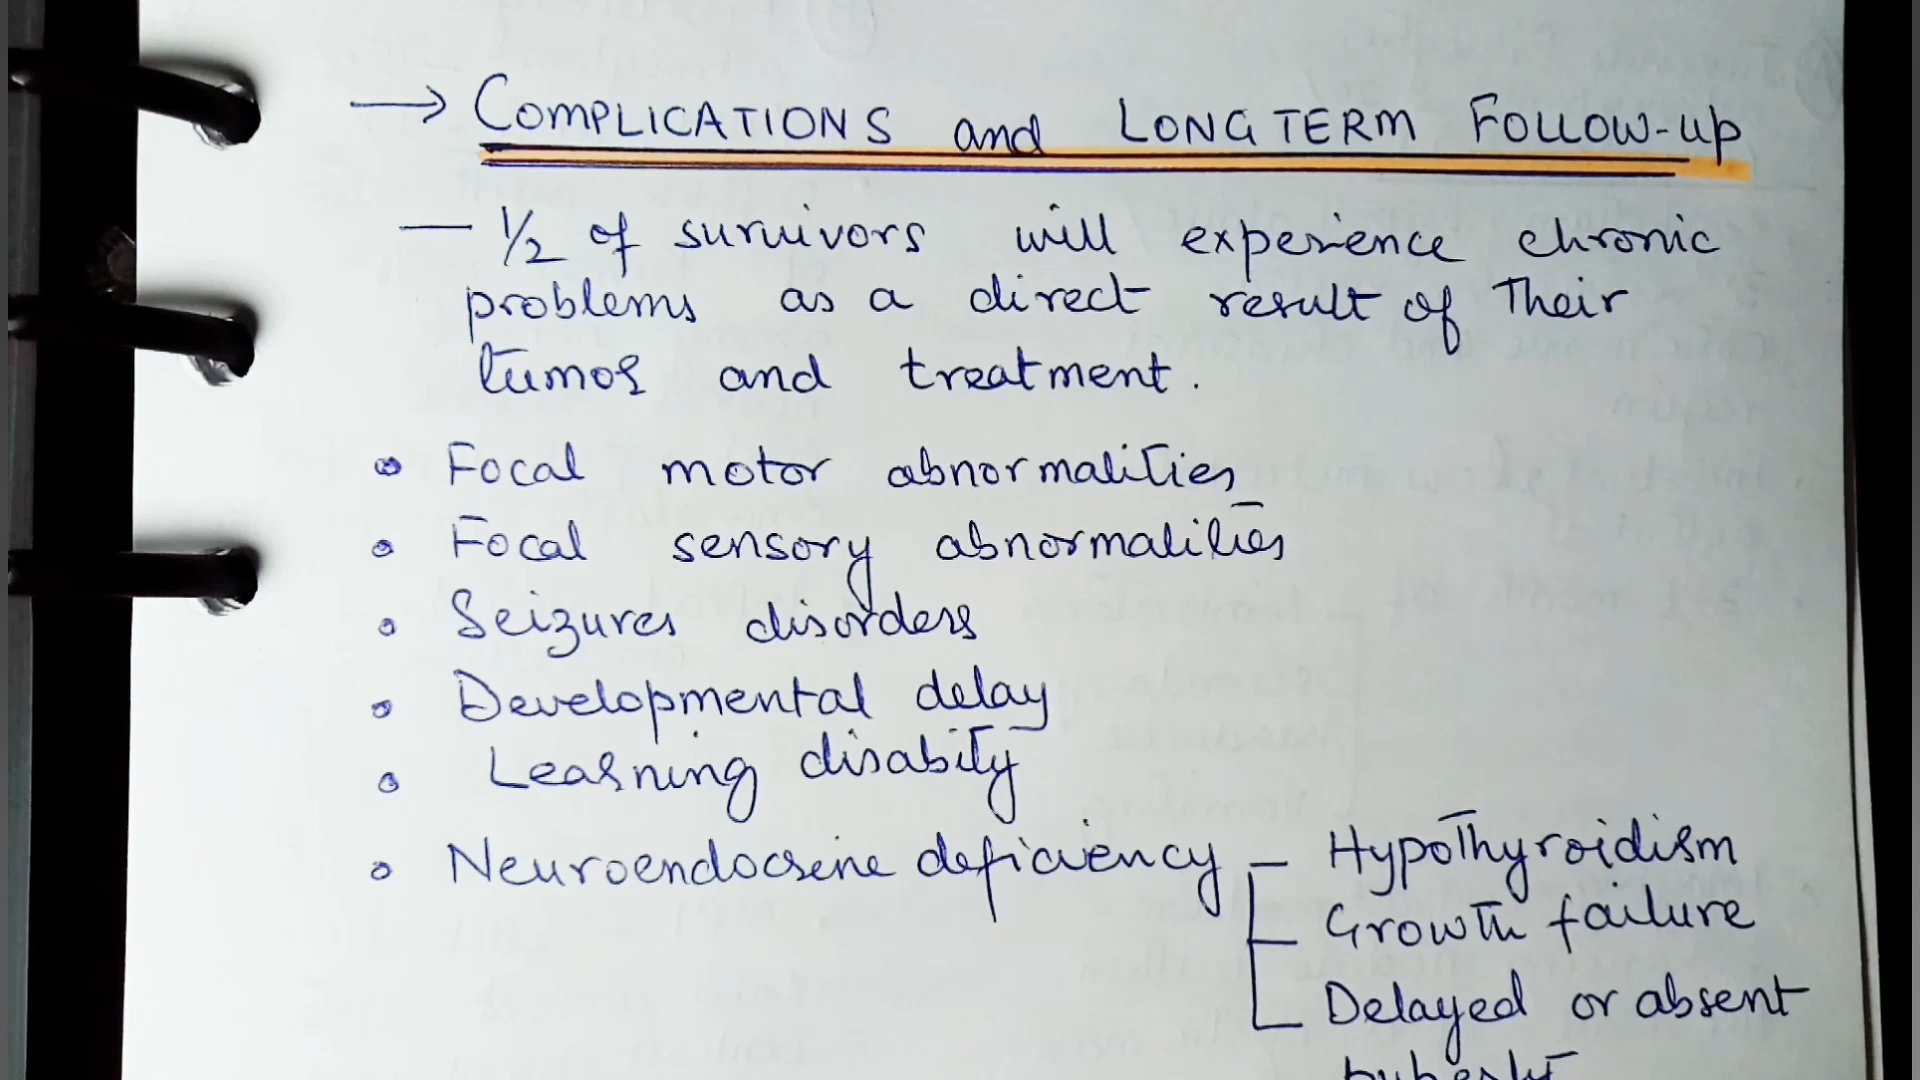 → COMPLICATIONS and LONG TERM FOLLOW-up
— 1/2 of survivors will experience chronic
problems as a direct result of Their
tumor and treatment.
• Focal motor abnormalities
• Focal sensory abnormalities
• Seizures disorders
• Developmental delay
• Learning disabity
• Neuroendocrine deficiency — Hypothyroidism
— Growth failure
— Delayed or absent
puberty